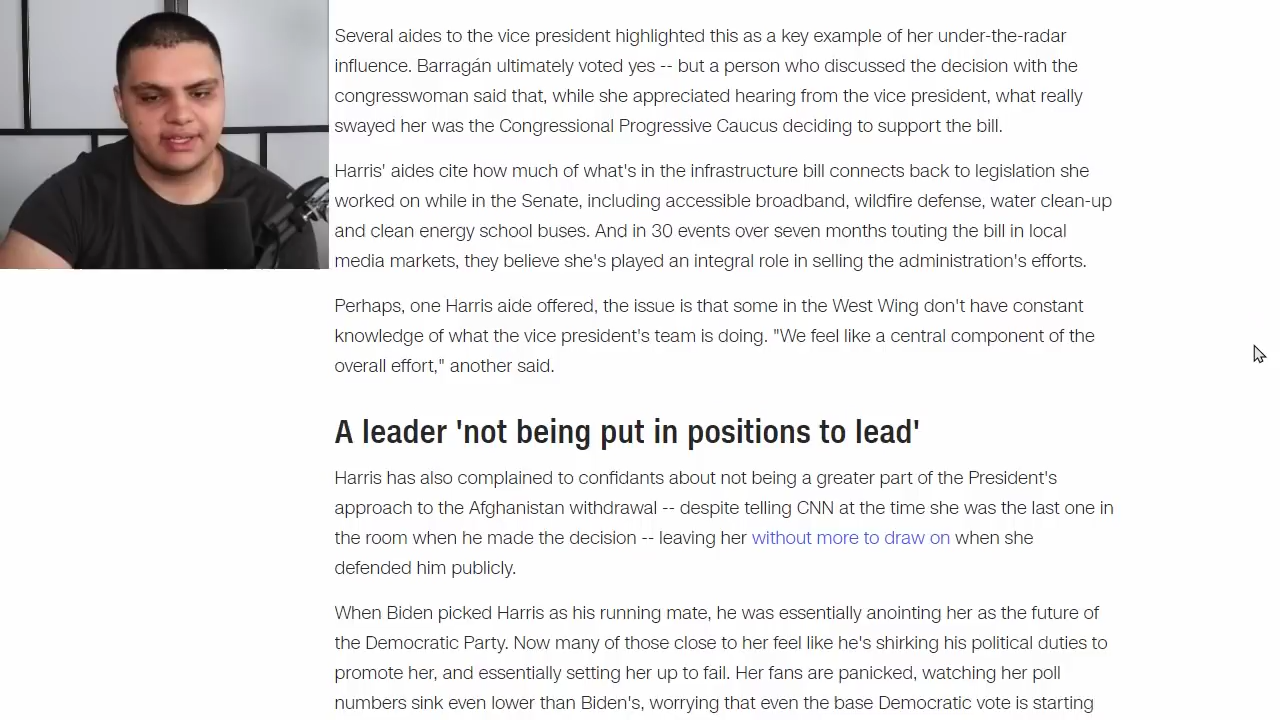 Several aides to the vice president highlighted this as a key example of her under-the-radar
influence. Barragán ultimately voted yes -- but a person who discussed the decision with the
congresswoman said that, while she appreciated hearing from the vice president, what really
swayed her was the Congressional Progressive Caucus deciding to support the bill.
Harris' aides cite how much of what's in the infrastructure bill connects back to legislation she
worked on while in the Senate, including accessible broadband, wildfire defense, water clean-up
and clean energy school buses. And in 30 events over seven months touting the bill in local
media markets, they believe she's played an integral role in selling the administration's efforts.
Perhaps, one Harris aide offered, the issue is that some in the West Wing don't have constant
knowledge of what the vice president's team is doing. "We feel like a central component of the
overall effort," another said.
A leader 'not being put in positions to lead'
Harris has also complained to confidants about not being a greater part of the President's
approach to the Afghanistan withdrawal -- despite telling CNN at the time she was the last one in
the room when he made the decision -- leaving her without more to draw on when she
defended him publicly.
When Biden picked Harris as his running mate, he was essentially anointing her as the future of
the Democratic Party. Now many of those close to her feel like he's shirking his political duties to
promote her, and essentially setting her up to fail. Her fans are panicked, watching her poll
numbers sink even lower than Biden's, worrying that even the base Democratic vote is starting